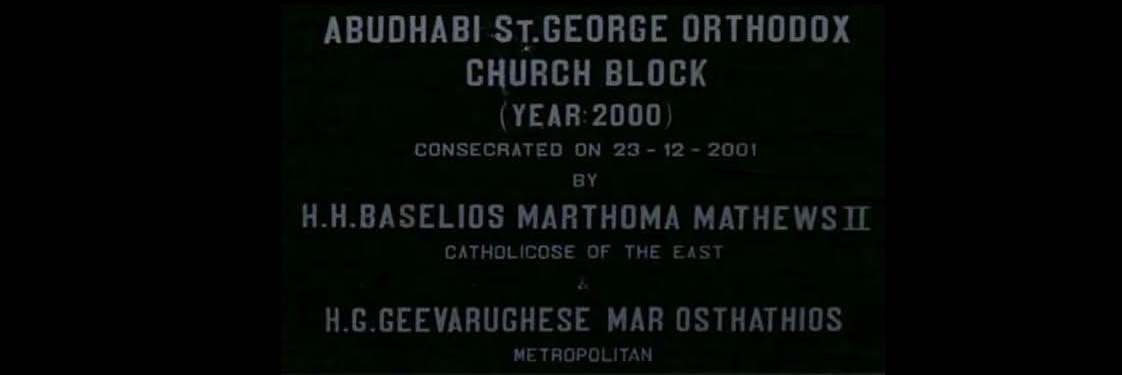 ABUDHABI ST.GEORGE ORTHODOX
CHURCH BLOCK
(YEAR:2000)
CONSECRATED ON 23-12-2001
BY
H.H.BASELIOS MARTHOMA MATHEWS II
CATHOLICOSE OF THE EAST
&
H.G.GEEVARUGHESE MAR OSTHATHIOS
METROPOLITAN